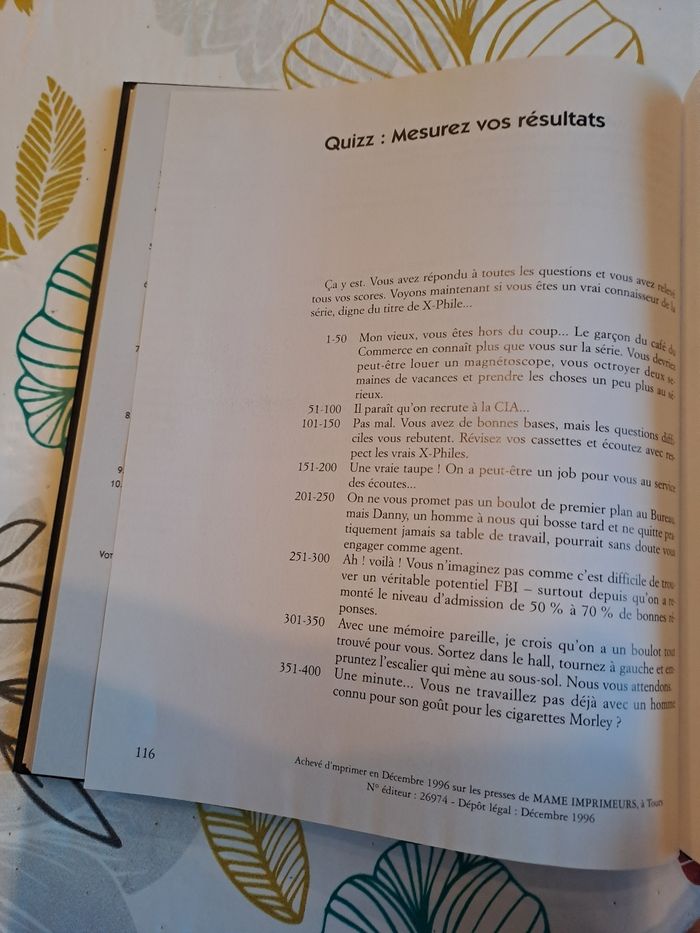 Quizz : Mesurez vos résultats
Ça y est. Vous avez répondu à toutes les questions et vous avez relevé
tous vos scores. Voyons maintenant si vous êtes un vrai connaisseur de la
série, digne du titre de X-Phile...
1-50 Mon vieux, vous êtes hors du coup... Le garçon du café du
Commerce en connaît plus que vous sur la série. Vous devriez
peut-être louer un magnétoscope, vous octroyer deux se-
maines de vacances et prendre les choses un peu plus au sé-
rieux.
51-100 Il paraît qu'on recrute à la CIA...
101-150 Pas mal. Vous avez de bonnes bases, mais les questions diffi-
ciles vous rebutent. Révisez vos cassettes et écoutez avec res-
pect les vrais X-Philes.
151-200 Une vraie taupe ! On a peut-être un job pour vous au service
des écoutes...
201-250 On ne vous promet pas un boulot de premier plan au Bureau,
mais Danny, un homme à nous qui bosse tard et ne quitte pra-
tiquement jamais sa table de travail, pourrait sans doute vous
engager comme agent.
251-300 Ah ! voilà ! Vous n'imaginez pas comme c'est difficile de trou-
ver un véritable potentiel FBI – surtout depuis qu'on a re-
monté le niveau d'admission de 50 % à 70 % de bonnes ré-
ponses.
301-350 Avec une mémoire pareille, je crois qu'on a un boulot tout
trouvé pour vous. Sortez dans le hall, tournez à gauche et em-
pruntez l'escalier qui mène au sous-sol. Nous vous attendons.
351-400 Une minute... Vous ne travaillez pas déjà avec un homme
connu pour son goût pour les cigarettes Morley ?
116
Achevé d'imprimer en Décembre 1996 sur les presses de MAME IMPRIMEURS, à Tours
N° éditeur : 26974 - Dépôt légal : Décembre 1996
7
8
9.
10.
Vot